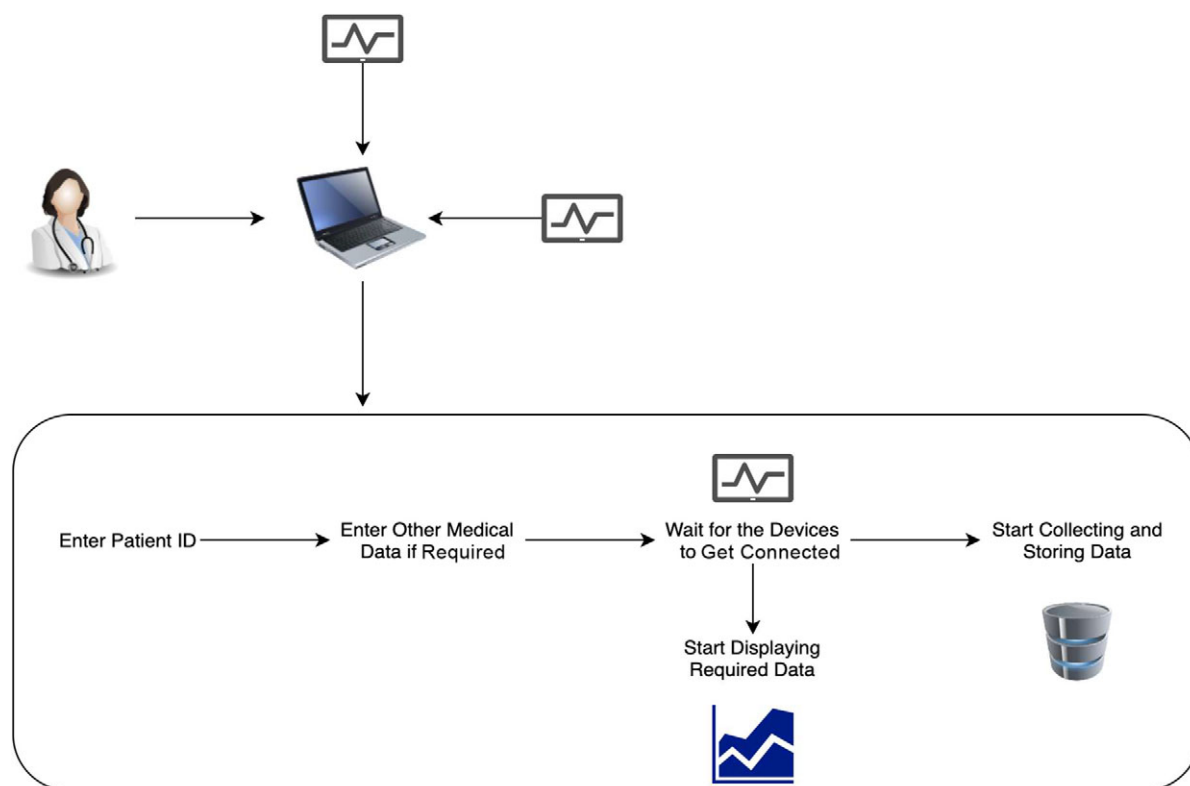 Enter Patient ID
Enter Other Medical
Data if Required
Wait for the Devices
to Get Connected
Start Collecting and
Storing Data
Start Displaying
Required Data